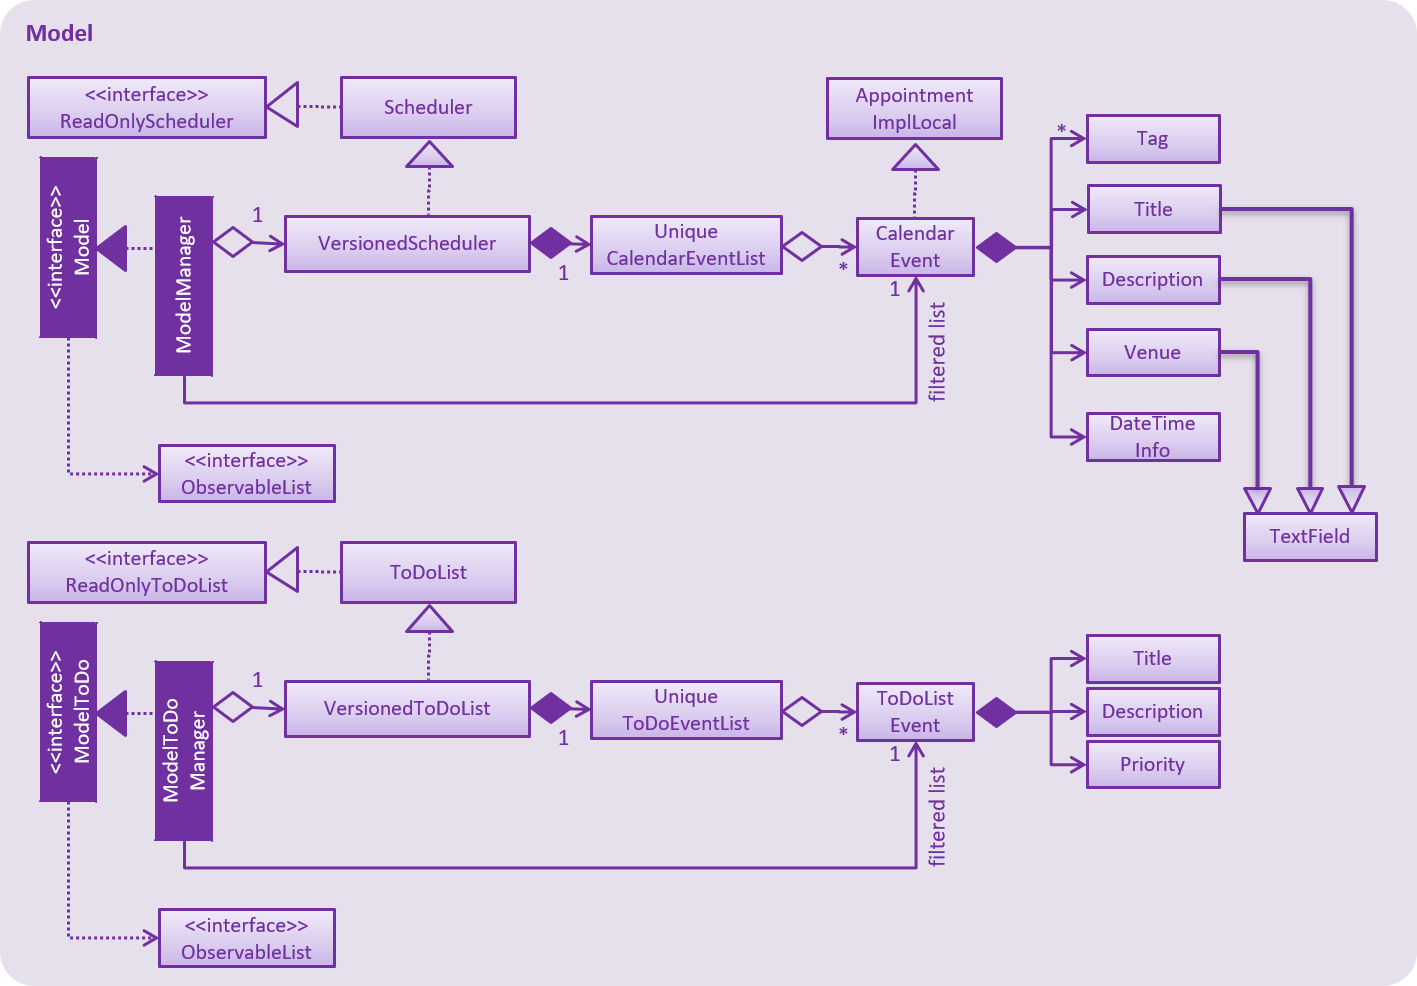 Model
<<interface>>
ReadOnlyScheduler
Scheduler
Appointment
ImplLocal
*
Tag
<<interface>>
Model
ModelManager
1
VersionedScheduler
1
Unique
CalendarEventList
*
Calendar
Event
1
filtered list
Title
Description
Venue
DateTime
Info
<<interface>>
ObservableList
TextField
<<interface>>
ReadOnlyToDoList
ToDoList
<<interface>>
ModelToDo
ModelToDo
Manager
1
VersionedToDoList
1
Unique
ToDoEventList
*
ToDoList
Event
1
filtered list
Title
Description
Priority
<<interface>>
ObservableList